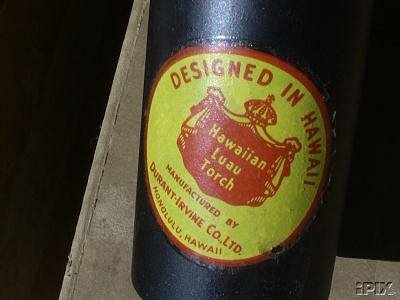 DESIGNED IN HAWAII
Hawaiian
Luau
Torch
MANUFACTURED BY
DURANT-IRVINE CO., LTD.
HONOLULU, HAWAII
iPIX